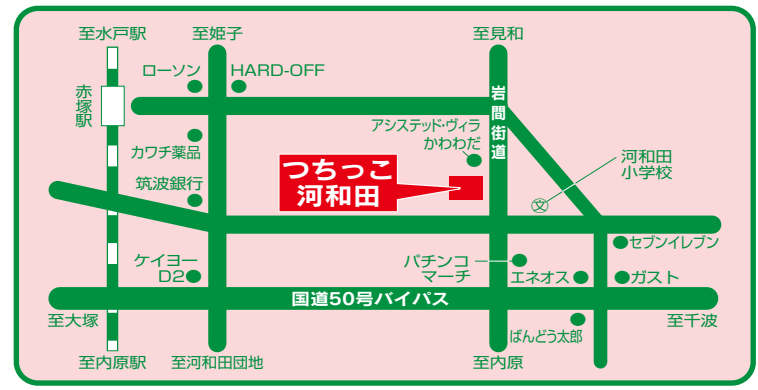 至水戸駅
至姫子
至見和
ローソン
HARD-OFF
赤塚駅
岩間街道
アシステッド・ヴィラ
かわわだ
カワチ薬品
つちっこ
河和田
河和田
小学校
筑波銀行
文
セブンイレブン
ケイヨー
D2
パチンコ
マーチ
エネオス
ガスト
国道50号バイパス
至大塚
至千波
ばんどう太郎
至内原駅
至河和田団地
至内原